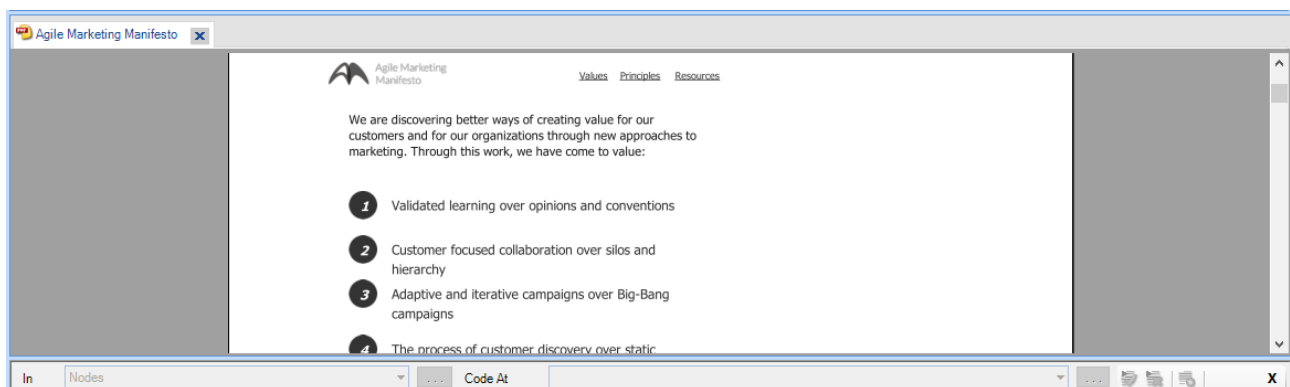 Agile Marketing Manifesto x
Agile Marketing
Manifesto
Values Principles Resources
We are discovering better ways of creating value for our
customers and for our organizations through new approaches to
marketing. Through this work, we have come to value:
1 Validated learning over opinions and conventions
2 Customer focused collaboration over silos and
hierarchy
3 Adaptive and iterative campaigns over Big-Bang
campaigns
4 The process of customer discovery over static
In Nodes ... Code At ... X